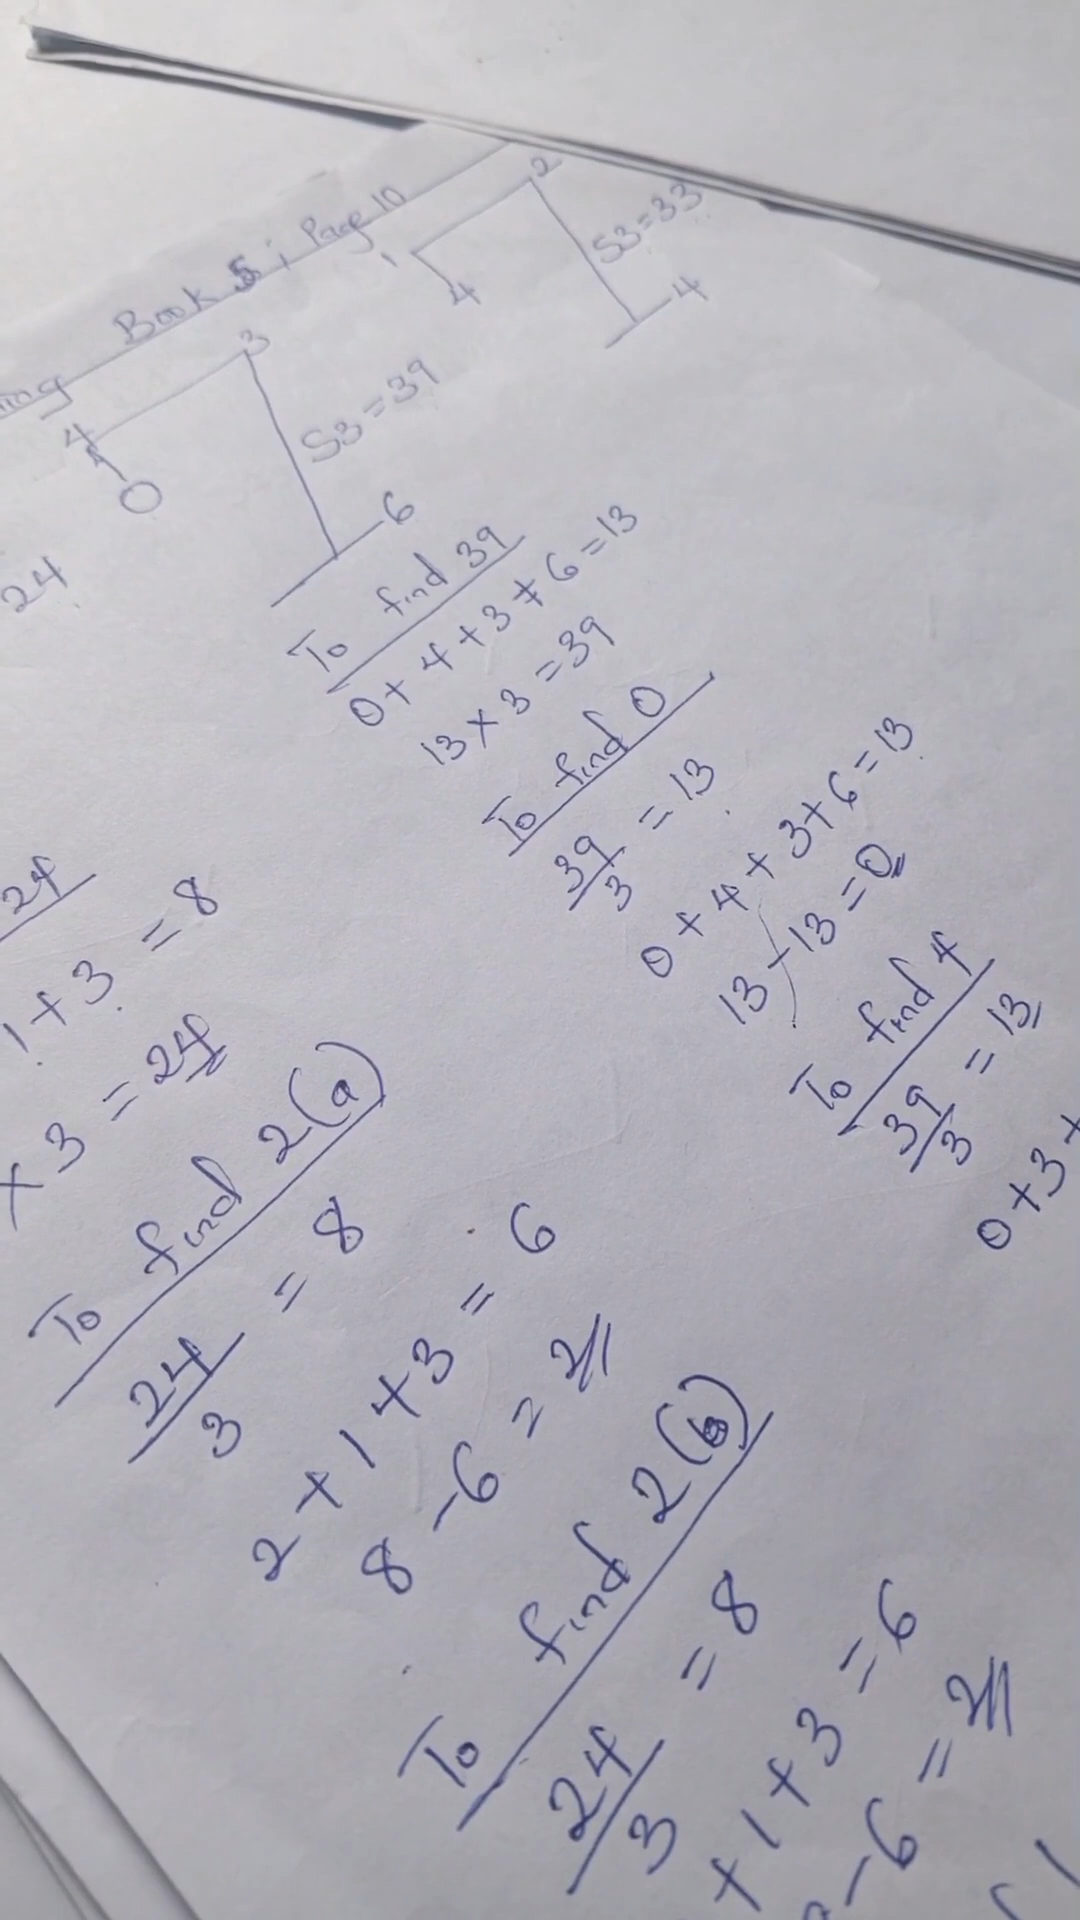 Book 5; Page 10
2
1
4
S3=33
4
3
4
0
S3=39
6
24
To find 39
0+4+3+6=13
13×3=39
To find 0
39/3 = 13
0+4+3+6=13
13-13=0
To find 4
39/3 = 13
0+3+
24
1+3 = 8
×3 = 24
To find 2(a)
24/3 = 8
2+1+3 = 6
8-6 = 2
To find 2(b)
24/3 = 8
+1+3 = 6
-6 = 2